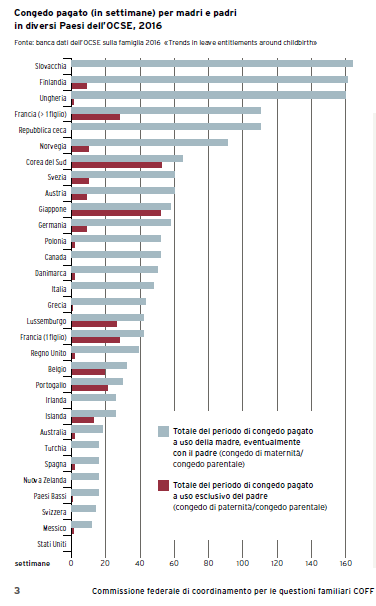 Congedo pagato (in settimane) per madri e padri
in diversi Paesi dell'OCSE, 2016
Fonte: banca dati dell'OCSE sulla famiglia 2016 «Trends in leave entitlements around childbirth»
Slovacchia
Finlandia
Ungheria
Francia (> 1 figlio)
Repubblica ceca
Norvegia
Corea del Sud
Svezia
Austria
Giappone
Germania
Polonia
Canada
Danimarca
Italia
Grecia
Lussemburgo
Francia (1 figlio)
Regno Unito
Belgio
Portogallo
Irlanda
Islanda
Australia
Turchia
Spagna
Nuova Zelanda
Paesi Bassi
Svizzera
Messico
Stati Uniti
Totale del periodo di congedo pagato
a uso della madre, eventualmente
con il padre (congedo di maternità/
congedo parentale)
Totale del periodo di congedo pagato
a uso esclusivo del padre
(congedo di paternità/congedo parentale)
settimane 0 20 40 60 80 100 120 140 160
3 Commissione federale di coordinamento per le questioni familiari COFF